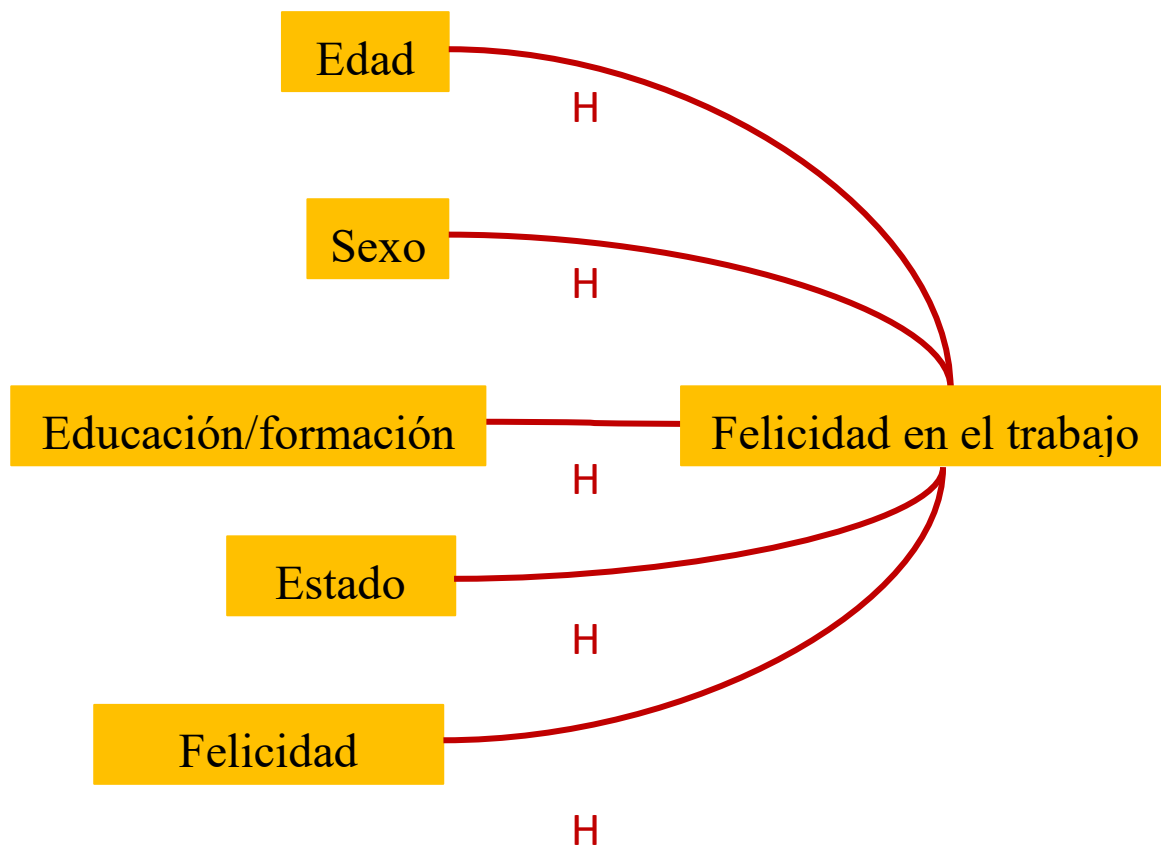 Edad
H
Sexo
H
Educación/formación
Felicidad en el trabajo
H
Estado
H
Felicidad
H